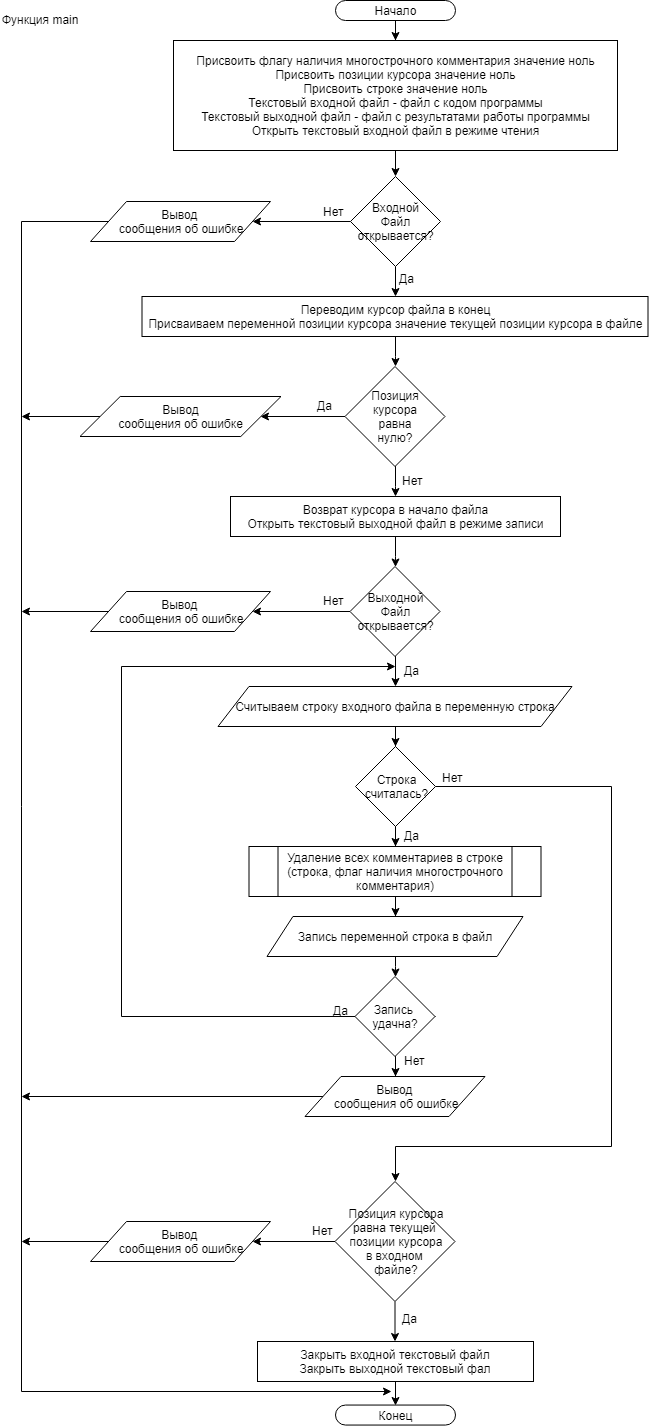 Функция main
Начало
Присвоить флагу наличия многострочного комментария значение ноль
Присвоить позиции курсора значение ноль
Присвоить строке значение ноль
Текстовый входной файл - файл с кодом программы
Текстовый выходной файл - файл с результатами работы программы
Открыть текстовый входной файл в режиме чтения
Входной
Файл
открывается?
Нет
Вывод
сообщения об ошибке
Да
Переводим курсор файла в конец
Присваиваем переменной позиции курсора значение текущей позиции курсора в файле
Позиция
курсора
равна
нулю?
Да
Вывод
сообщения об ошибке
Нет
Возврат курсора в начало файла
Открыть текстовый выходной файл в режиме записи
Выходной
Файл
открывается?
Нет
Вывод
сообщения об ошибке
Да
Считываем строку входного файла в переменную строка
Строка
считалась?
Нет
Да
Удаление всех комментариев в строке
(строка, флаг наличия многострочного
комментария)
Запись переменной строка в файл
Запись
удачна?
Да
Нет
Вывод
сообщения об ошибке
Позиция курсора
равна текущей
позиции курсора
в входном
файле?
Нет
Вывод
сообщения об ошибке
Да
Закрыть входной текстовый файл
Закрыть выходной текстовый фал
Конец